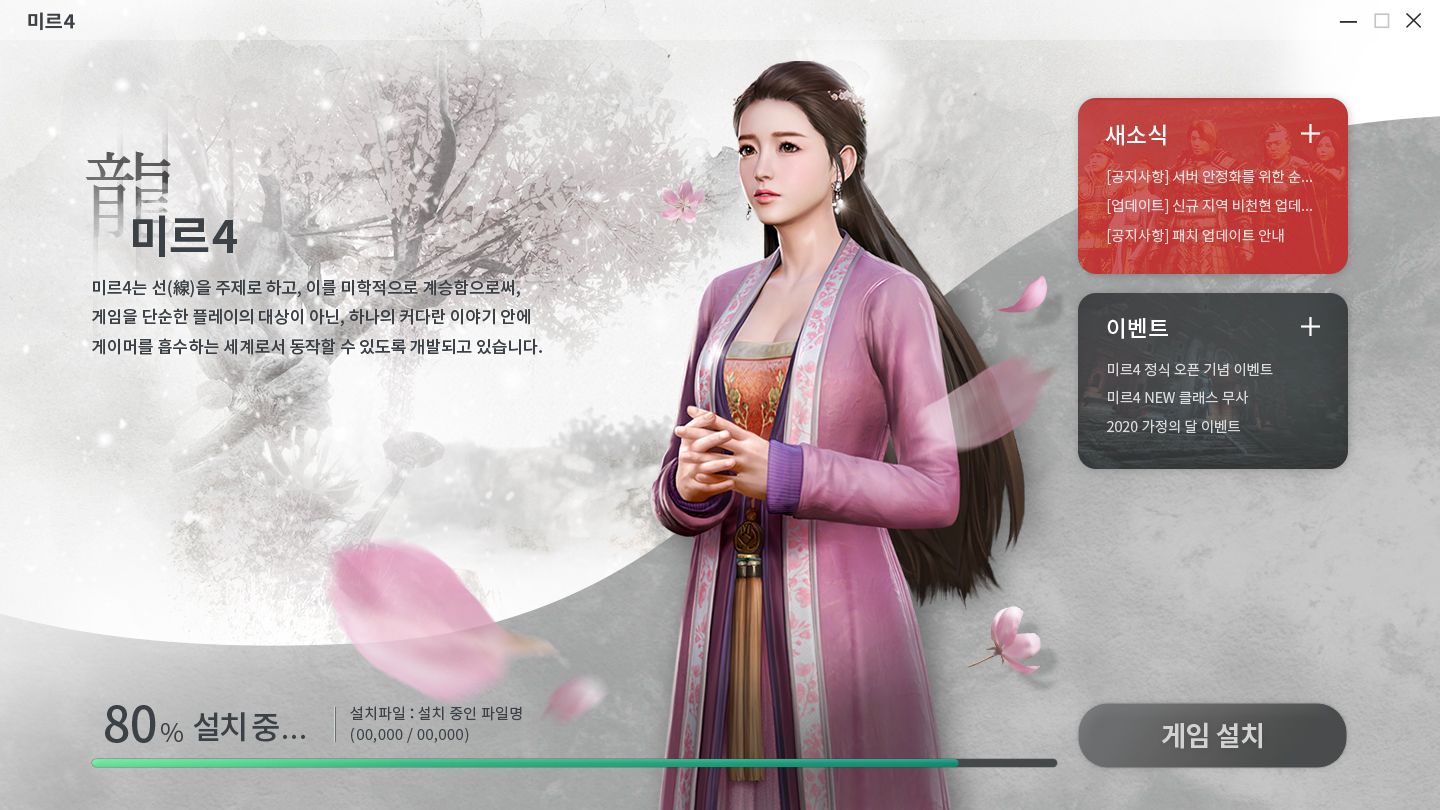 미르4
龍
미르4
미르4는 선(線)을 주제로 하고, 이를 미학적으로 계승함으로써,
게임을 단순한 플레이의 대상이 아닌, 하나의 커다란 이야기 안에
게이머를 흡수하는 세계로서 동작할 수 있도록 개발되고 있습니다.
새소식
[공지사항] 서버 안정화를 위한 순...
[업데이트] 신규 지역 비천현 업데...
[공지사항] 패치 업데이트 안내
이벤트
미르4 정식 오픈 기념 이벤트
미르4 NEW 클래스 무사
2020 가정의 달 이벤트
80% 설치 중...
설치파일 : 설치 중인 파일명
(00,000 / 00,000)
게임 설치